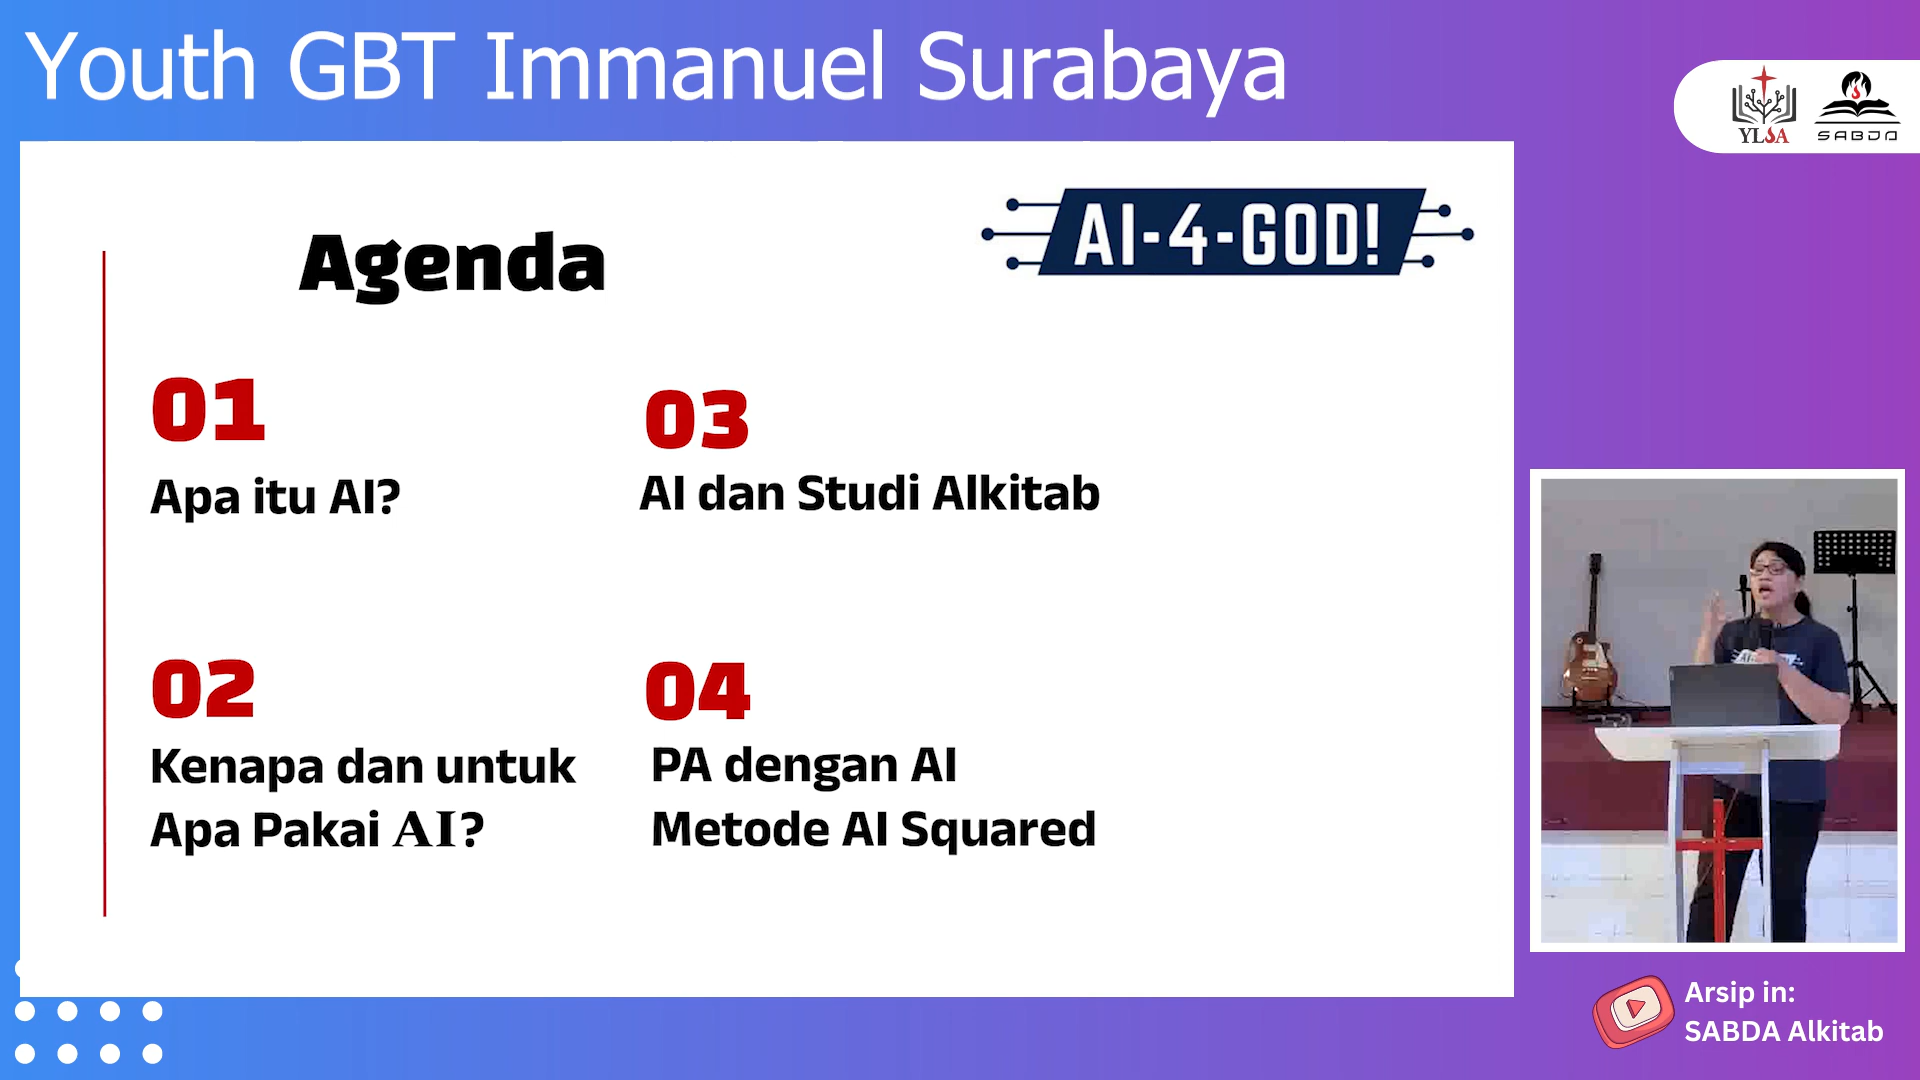 Youth GBT Immanuel Surabaya
YLSA
SABDA
Agenda
AI-4-GOD!
01
Apa itu AI?
02
Kenapa dan untuk
Apa Pakai AI?
03
AI dan Studi Alkitab
04
PA dengan AI
Metode AI Squared
Arsip in:
SABDA Alkitab